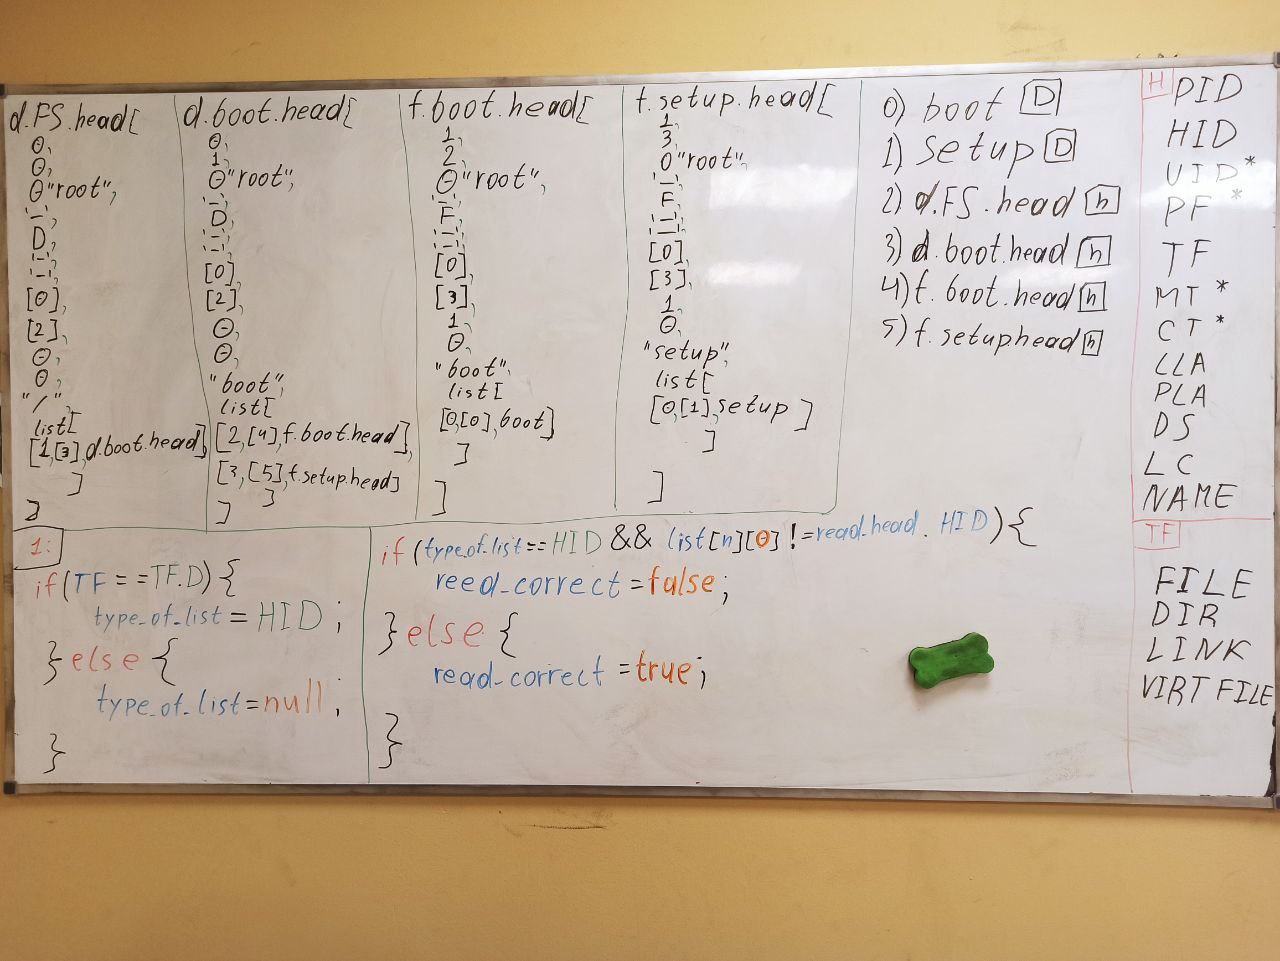 d.FS.head[
0,
0,
0"root",
'-',
D,
'-',
'-',
[0],
[2],
0,
0,
"/",
list[
[1,[3],d.boot.head],
]
]
d.boot.head[
0,
1,
0"root",
'-',
D,
'-',
'-',
[0],
[2],
0,
0,
"boot",
list[
[2,[4],f.boot.head],
[3,[5],f.setup.head]
]
]
f.boot.head[
1,
2,
0"root",
'-',
F,
'-',
'-',
[0],
[3],
1,
0,
"boot",
list[
[0,[0],boot]
]
]
f.setup.head[
1,
3,
0"root",
'-',
F,
'-',
'-',
[0],
[3],
1,
0,
"setup",
list[
[0,[1],setup]
]
]
0) boot D
1) setup D
2) d.FS.head h
3) d.boot.head h
4) f.boot.head h
5) f.setuphead h
H
PID
HID
UID*
PF*
TF
MT*
CT*
LLA
PLA
DS
LC
NAME
TF
FILE
DIR
LINK
VIRT FILE
1:
if(TF==TF.D){
type_of_list=HID;
}else{
type_of_list=null;
}
if(type_of_list==HID && list[n][0]!=read_head.HID){
reed_correct=false;
}else{
read_correct=true;
}